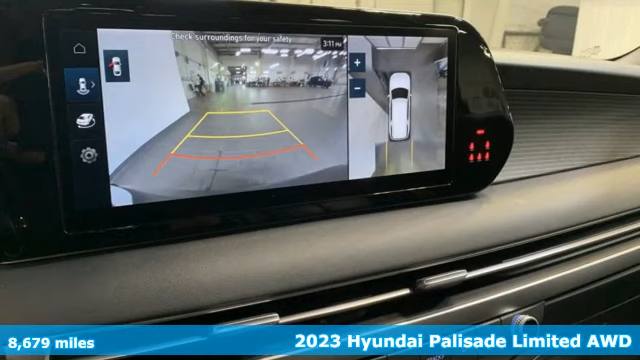 Check surroundings for your safety
3:11 PM
8,679 miles
2023 Hyundai Palisade Limited AWD